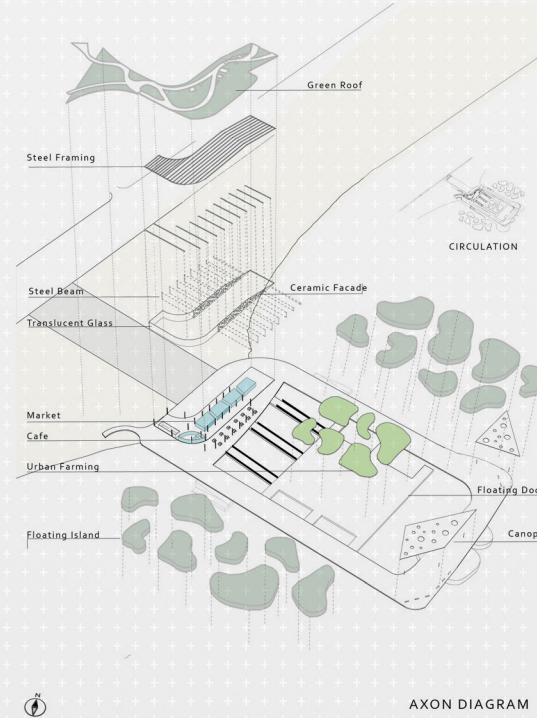 Green Roof
Steel Framing
CIRCULATION
Steel Beam
Ceramic Facade
Translucent Glass
Market
Cafe
Urban Farming
Floating Doc
Floating Island
Canop
N
AXON DIAGRAM